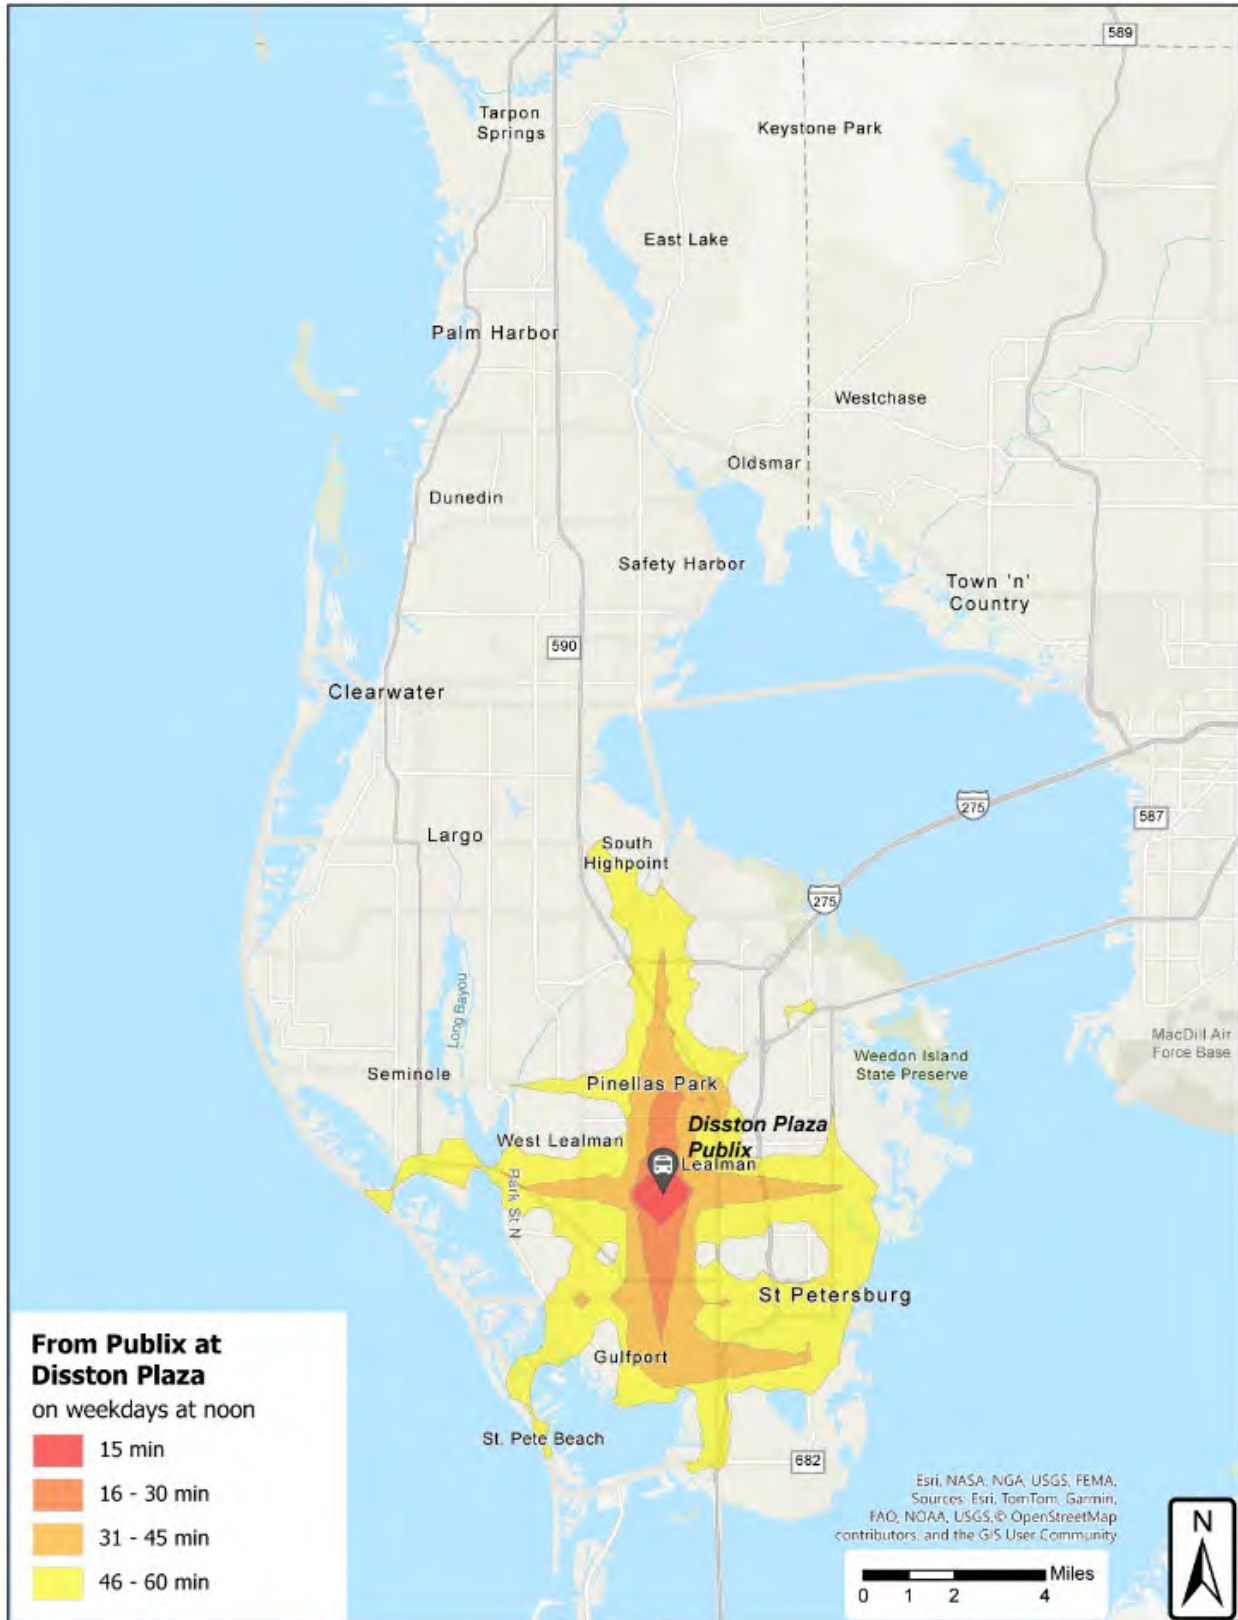 589
Tarpon
Springs
Keystone Park
East Lake
Palm Harbor
Westchase
Oldsmar
Dunedin
Safety Harbor
Town 'n'
Country
590
Clearwater
275
587
Largo
South
Highpoint
275
Long Bayou
MacDill Air
Force Base
Weedon Island
State Preserve
Seminole
Pinellas Park
Disston Plaza
Publix
West Lealman
Lealman
Park St N
St Petersburg
Gulfport
St. Pete Beach
682
From Publix at
Disston Plaza
on weekdays at noon
15 min
16 - 30 min
31 - 45 min
46 - 60 min
Esri, NASA, NGA, USGS, FEMA,
Sources: Esri, TomTom, Garmin,
FAO, NOAA, USGS, © OpenStreetMap
contributors, and the GIS User Community
Miles
0 1 2 4
N